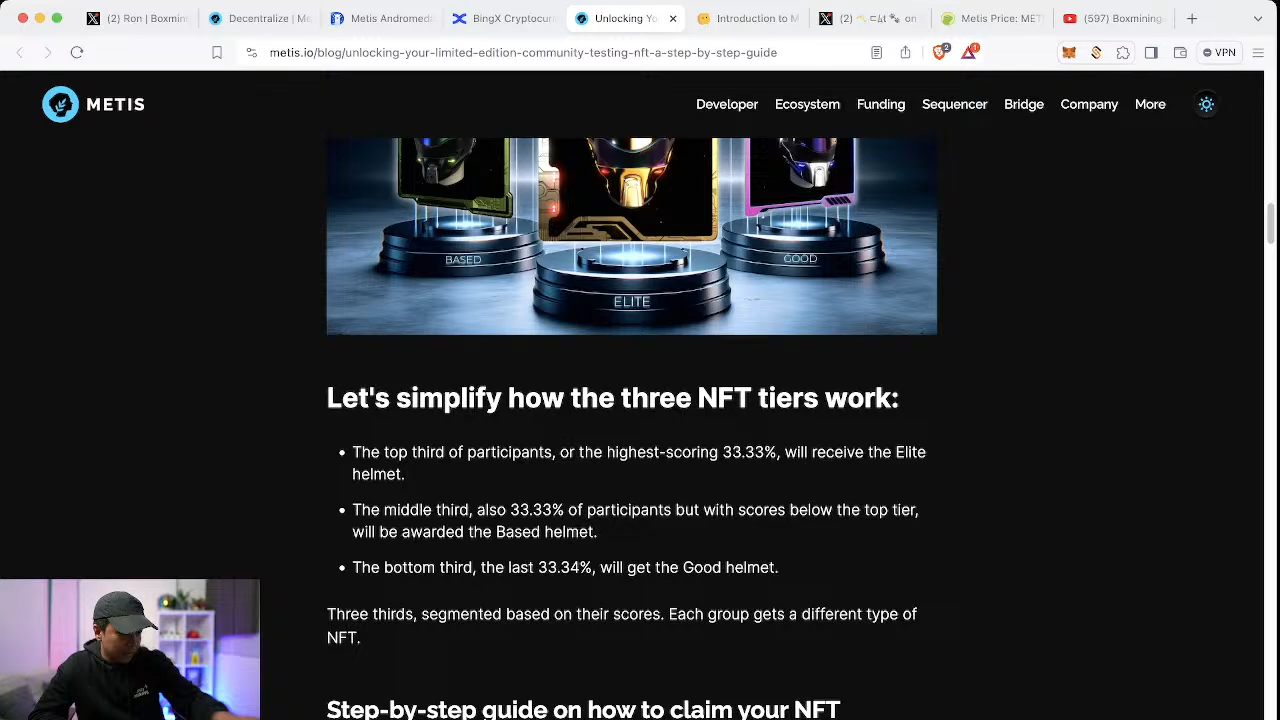 (2) Ron | Boxmin
Decentralize | Me
Metis Andromeda
BingX Cryptocurr
Unlocking Yo
Introduction to M
Metis Price: MET
(597) Boxmining
metis.io/blog/unlocking-your-limited-edition-community-testing-nft-a-step-by-step-guide
2
1
VPN
METIS
Developer
Ecosystem
Funding
Sequencer
Bridge
Company
More
BASED
GOOD
ELITE
Let's simplify how the three NFT tiers work:
• The top third of participants, or the highest-scoring 33.33%, will receive the Elite
helmet.
• The middle third, also 33.33% of participants but with scores below the top tier,
will be awarded the Based helmet.
• The bottom third, the last 33.34%, will get the Good helmet.
Three thirds, segmented based on their scores. Each group gets a different type of
NFT.
Step-by-step guide on how to claim your NFT